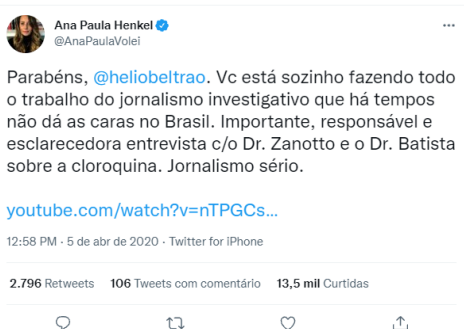 Ana Paula Henkel
@AnaPaulaVolei
Parabéns, @heliobeltrao. Vc está sozinho fazendo todo
o trabalho do jornalismo investigativo que há tempos
não dá as caras no Brasil. Importante, responsável e
esclarecedora entrevista c/o Dr. Zanotto e o Dr. Batista
sobre a cloroquina. Jornalismo sério.
youtube.com/watch?v=nTPGCs...
12:58 PM · 5 de abr de 2020 · Twitter for iPhone
2.796 Retweets 106 Tweets com comentário 13,5 mil Curtidas